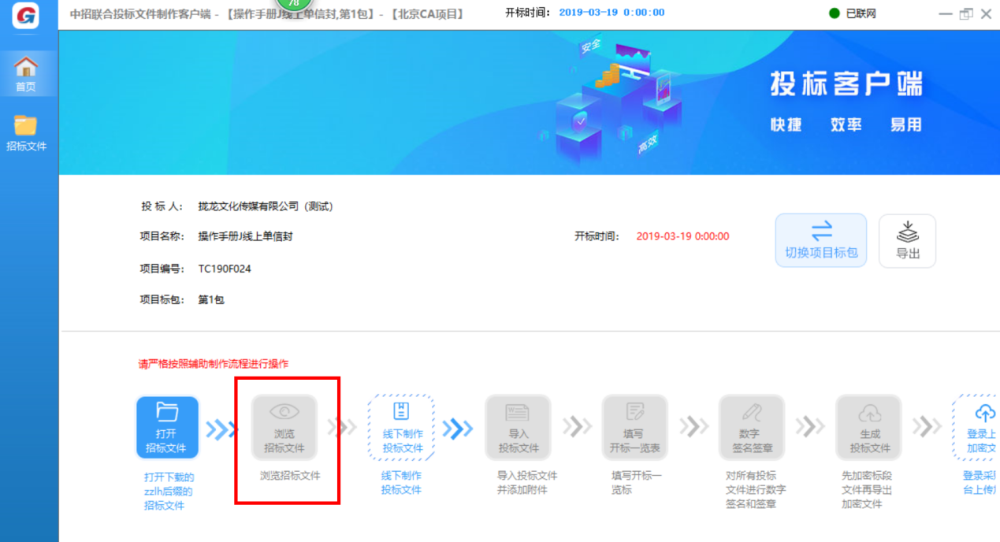 中招联合投标文件制作客户端 - 【操作手册J线上单信封,第1包】 - 【北京CA项目】
78
开标时间： 2019-03-19 0:00:00
已联网
首页
招标文件
安全
高效
投标客户端
快捷 效率 易用
投 标 人： 拢龙文化传媒有限公司（测试）
项目名称： 操作手册J线上单信封
开标时间： 2019-03-19 0:00:00
切换项目标包
导出
项目编号： TC190F024
项目标包： 第1包
请严格按照辅助制作流程进行操作
打开
招标文件
打开下载的
zzlh后缀的
招标文件
浏览
招标文件
浏览招标文件
线下制作
投标文件
线下制作
投标文件
导入
投标文件
导入投标文件
并添加附件
填写
开标一览表
填写开标一
览标
数字
签名签章
对所有投标
文件进行数字
签名和签章
生成
投标文件
先加密标段
文件再导出
加密文件
登录上
加密文
登录采
台上传